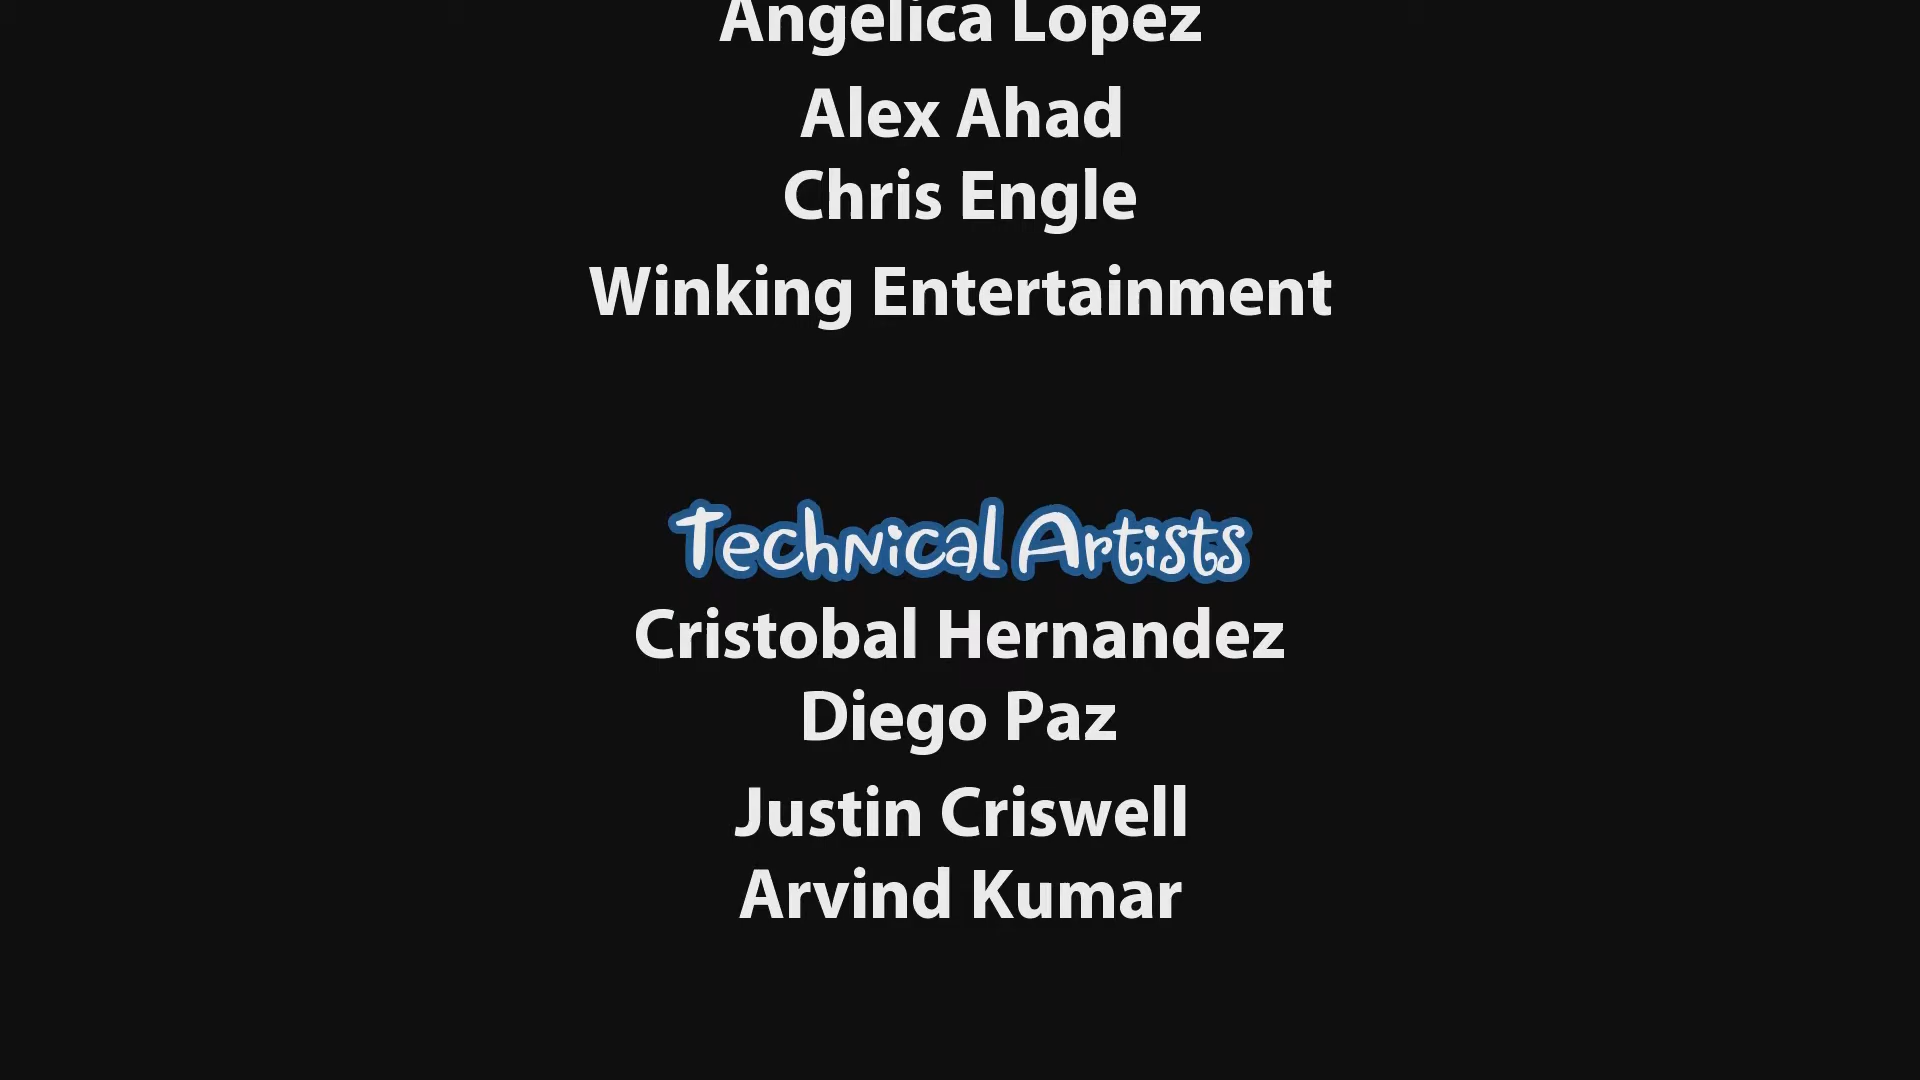 Angelica Lopez
Alex Ahad
Chris Engle
Winking Entertainment
Technical Artists
Cristobal Hernandez
Diego Paz
Justin Criswell
Arvind Kumar